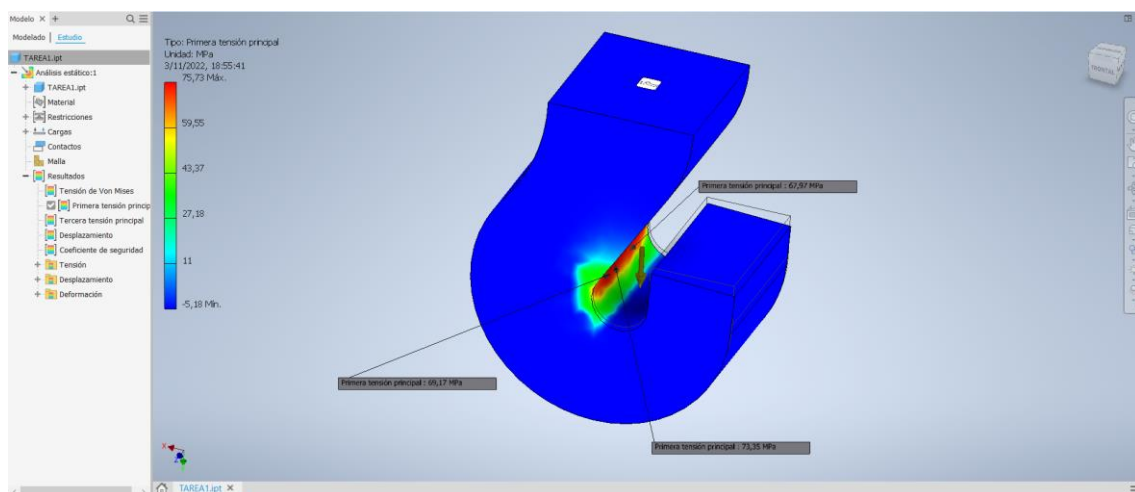 Modelo × +
Modelado | Estudio
TAREA1.ipt
Análisis estático:1
TAREA1.ipt
Material
Restricciones
Cargas
Contactos
Malla
Resultados
Tensión de Von Mises
Primera tensión princip
Tercera tensión principal
Desplazamiento
Coeficiente de seguridad
Tensión
Desplazamiento
Deformación
Tipo: Primera tensión principal
Unidad: MPa
3/11/2022, 18:55:41
75,73 Máx.
59,55
43,37
27,18
11
-5,18 Mín.
Primera tensión principal : 67,97 MPa
Primera tensión principal : 69,17 MPa
Primera tensión principal : 73,35 MPa
FRONTAL
X
Z
TAREA1.ipt ×